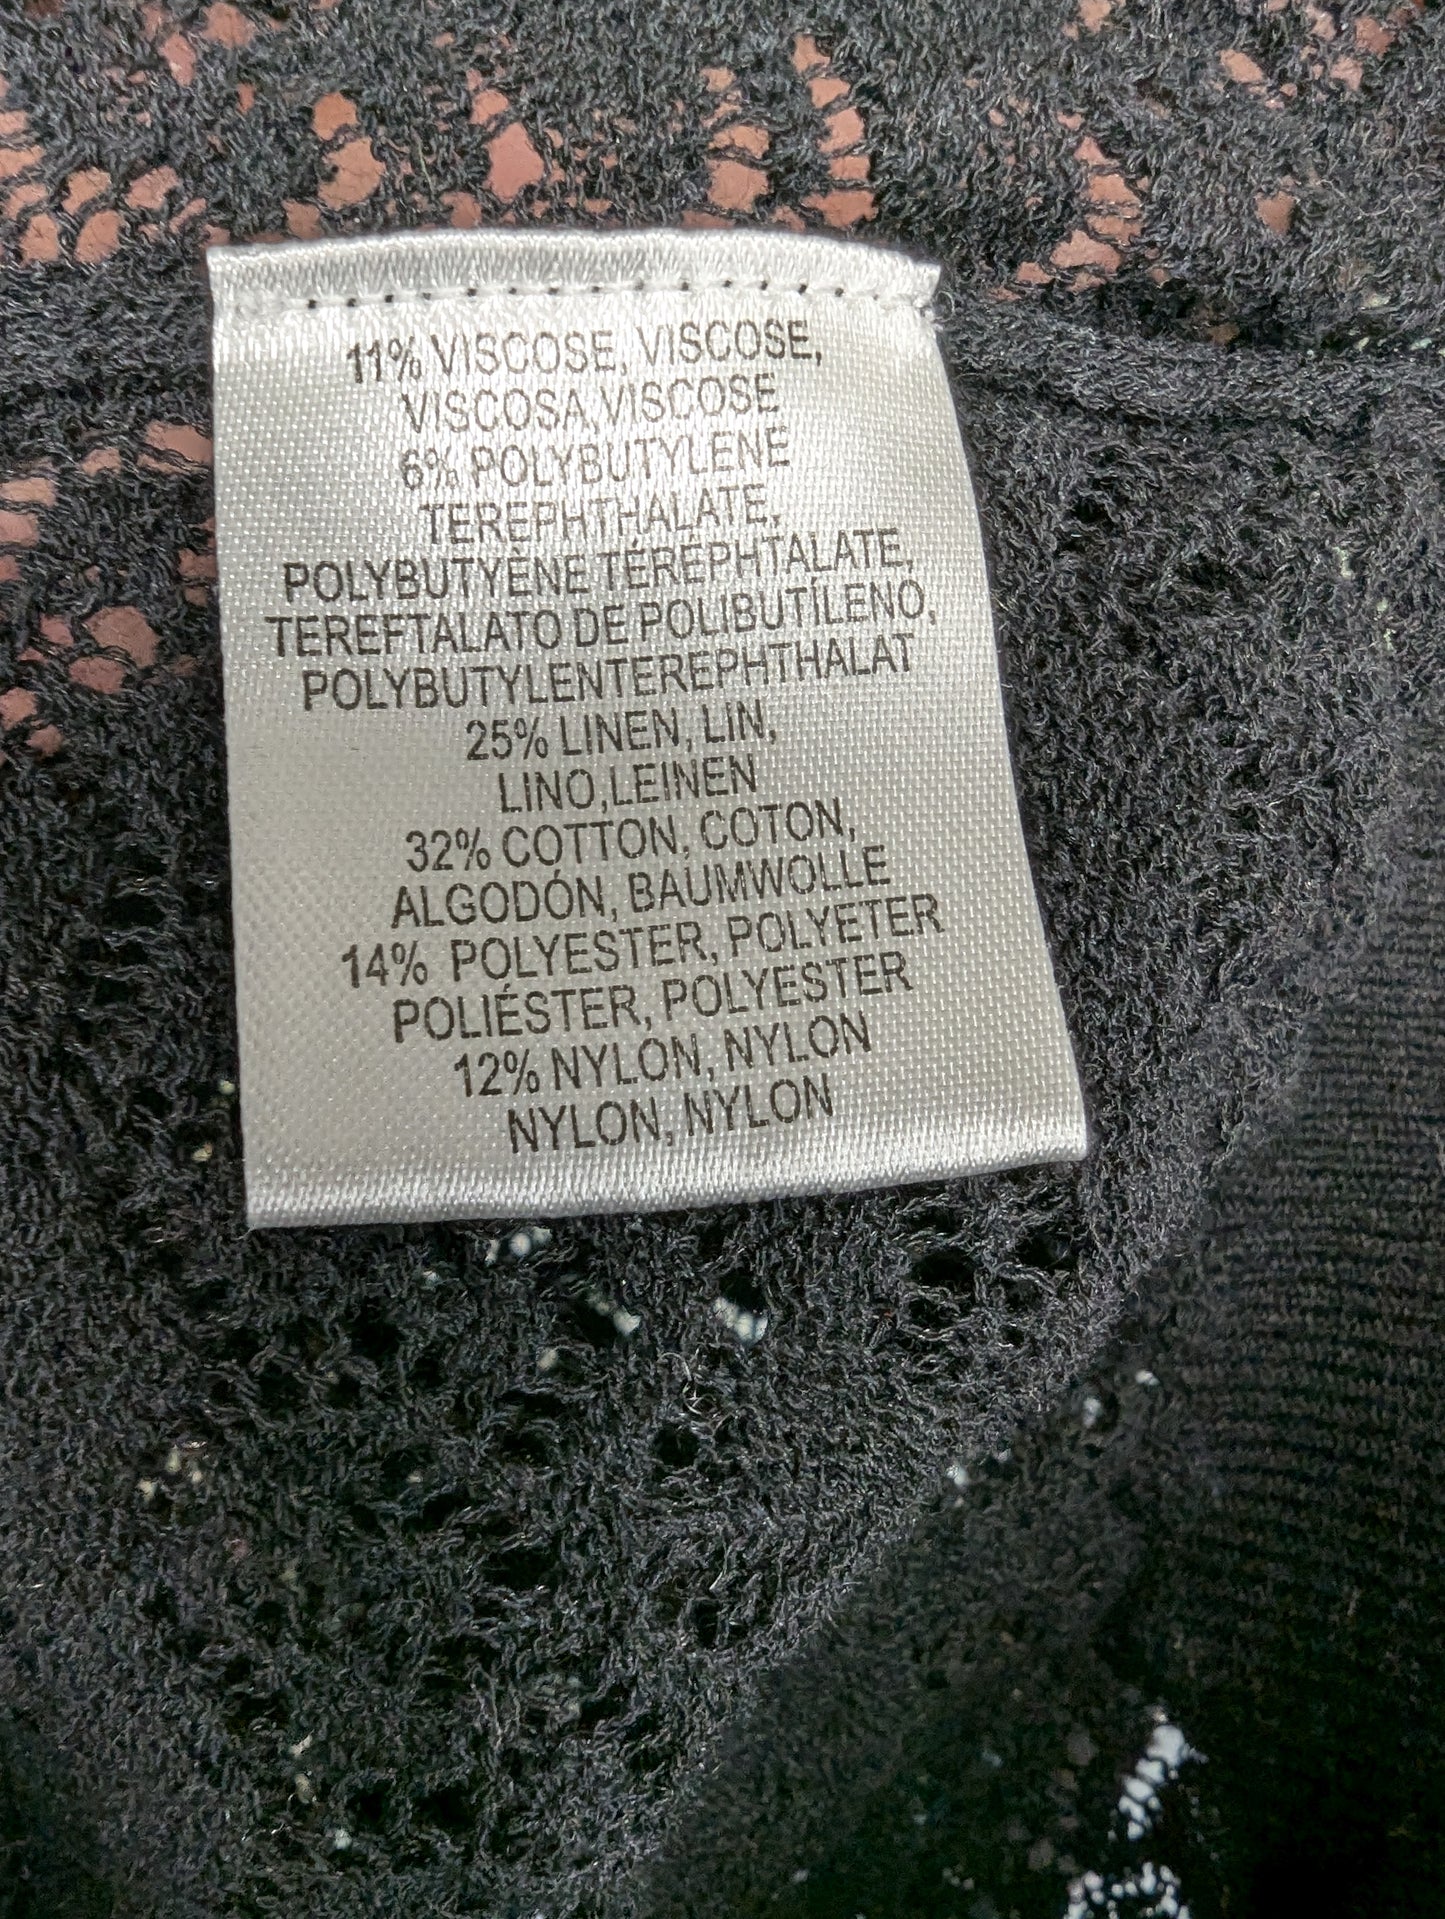 11% VISCOSE, VISCOSE,
VISCOSA,VISCOSE
6% POLYBUTYLENE
TEREPHTHALATE,
POLYBUTYÈNE TÉRÉPHTALATE,
TEREFTALATO DE POLIBUTÍLENO,
POLYBUTYLENTEREPHTHALAT
25% LINEN, LIN,
LINO,LEINEN
32% COTTON, COTON,
ALGODÓN, BAUMWOLLE
14% POLYESTER, POLYETER
POLIÉSTER, POLYESTER
12% NYLON, NYLON
NYLON, NYLON